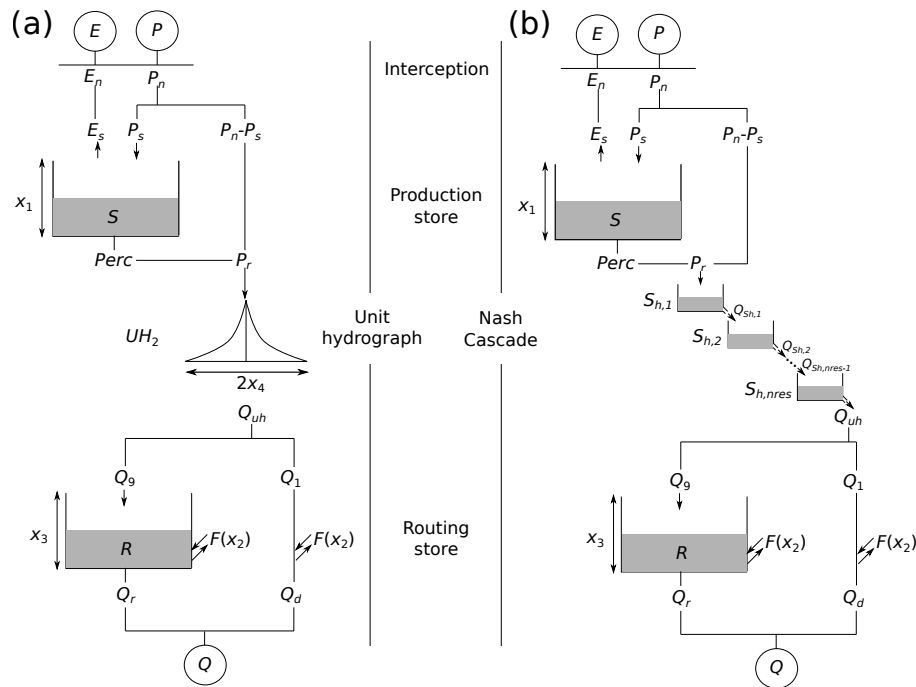 (a)
E P
E_n P_n
E_s P_s P_n-P_s
x_1
S
Perc P_r
UH_2
2x_4
Q_uh
Q_9 Q_1
x_3
R
F(x_2) F(x_2)
Q_r Q_d
Q
Interception
Production
store
Unit
hydrograph
Nash
Cascade
Routing
store
(b)
E P
E_n P_n
E_s P_s P_n-P_s
x_1
S
Perc P_r
S_h,1 Q_Sh,1
S_h,2 Q_Sh,2
Q_Sh,nres-1
S_h,nres
Q_uh
Q_9 Q_1
x_3
R
F(x_2) F(x_2)
Q_r Q_d
Q